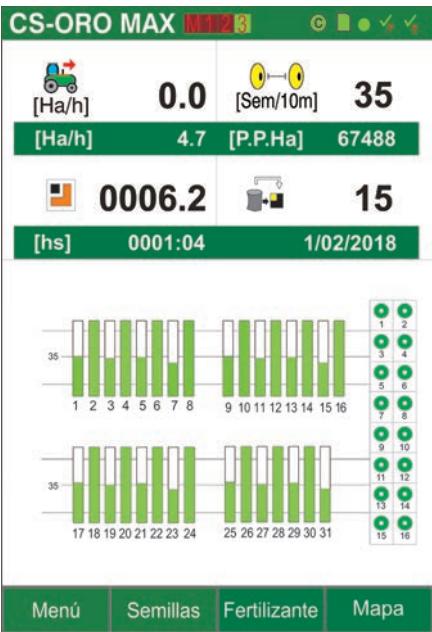 CS-ORO MAX M 1 2 3 C
[Ha/h] 0.0 [Sem/10m] 35
[Ha/h] 4.7 [P.P.Ha] 67488
0006.2 15
[hs] 0001:04 1/02/2018
1 2
35 3 4
5 6
1 2 3 4 5 6 7 8 9 10 11 12 13 14 15 16 7 8
9 10
11 12
35 13 14
17 18 19 20 21 22 23 24 25 26 27 28 29 30 31 15 16
Menú Semillas Fertilizante Mapa